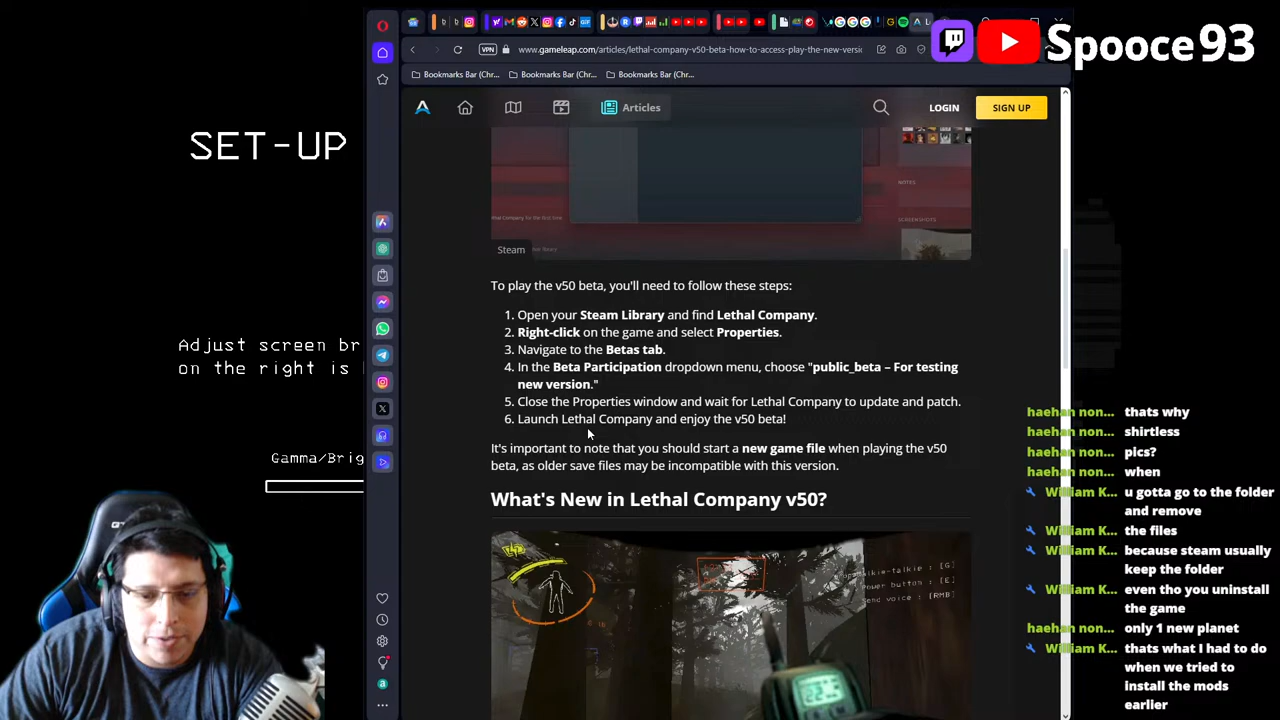 Spooce93
VPN
www.gameleap.com/articles/lethal-company-v50-beta-how-to-access-play-the-new-versic
Bookmarks Bar (Chr...
Bookmarks Bar (Chr...
Bookmarks Bar (Chr...
Articles
LOGIN
SIGN UP
NOTES
SCREENSHOTS
Steam
To play the v50 beta, you'll need to follow these steps:
1. Open your Steam Library and find Lethal Company.
2. Right-click on the game and select Properties.
3. Navigate to the Betas tab.
4. In the Beta Participation dropdown menu, choose "public_beta – For testing
new version."
5. Close the Properties window and wait for Lethal Company to update and patch.
6. Launch Lethal Company and enjoy the v50 beta!
It's important to note that you should start a new game file when playing the v50
beta, as older save files may be incompatible with this version.
What's New in Lethal Company v50?
Power button : [E]
Send voice : [RMB]
SET-UP
Adjust screen br
on the right is
Gamma/Brig
haehan non... thats why
haehan non... shirtless
haehan non... pics?
haehan non... when
William K... u gotta go to the folder
and remove
William K... the files
William K... because steam usually
keep the folder
William K... even tho you uninstall
the game
haehan non... only 1 new planet
William K... thats what I had to do
when we tried to
install the mods
earlier